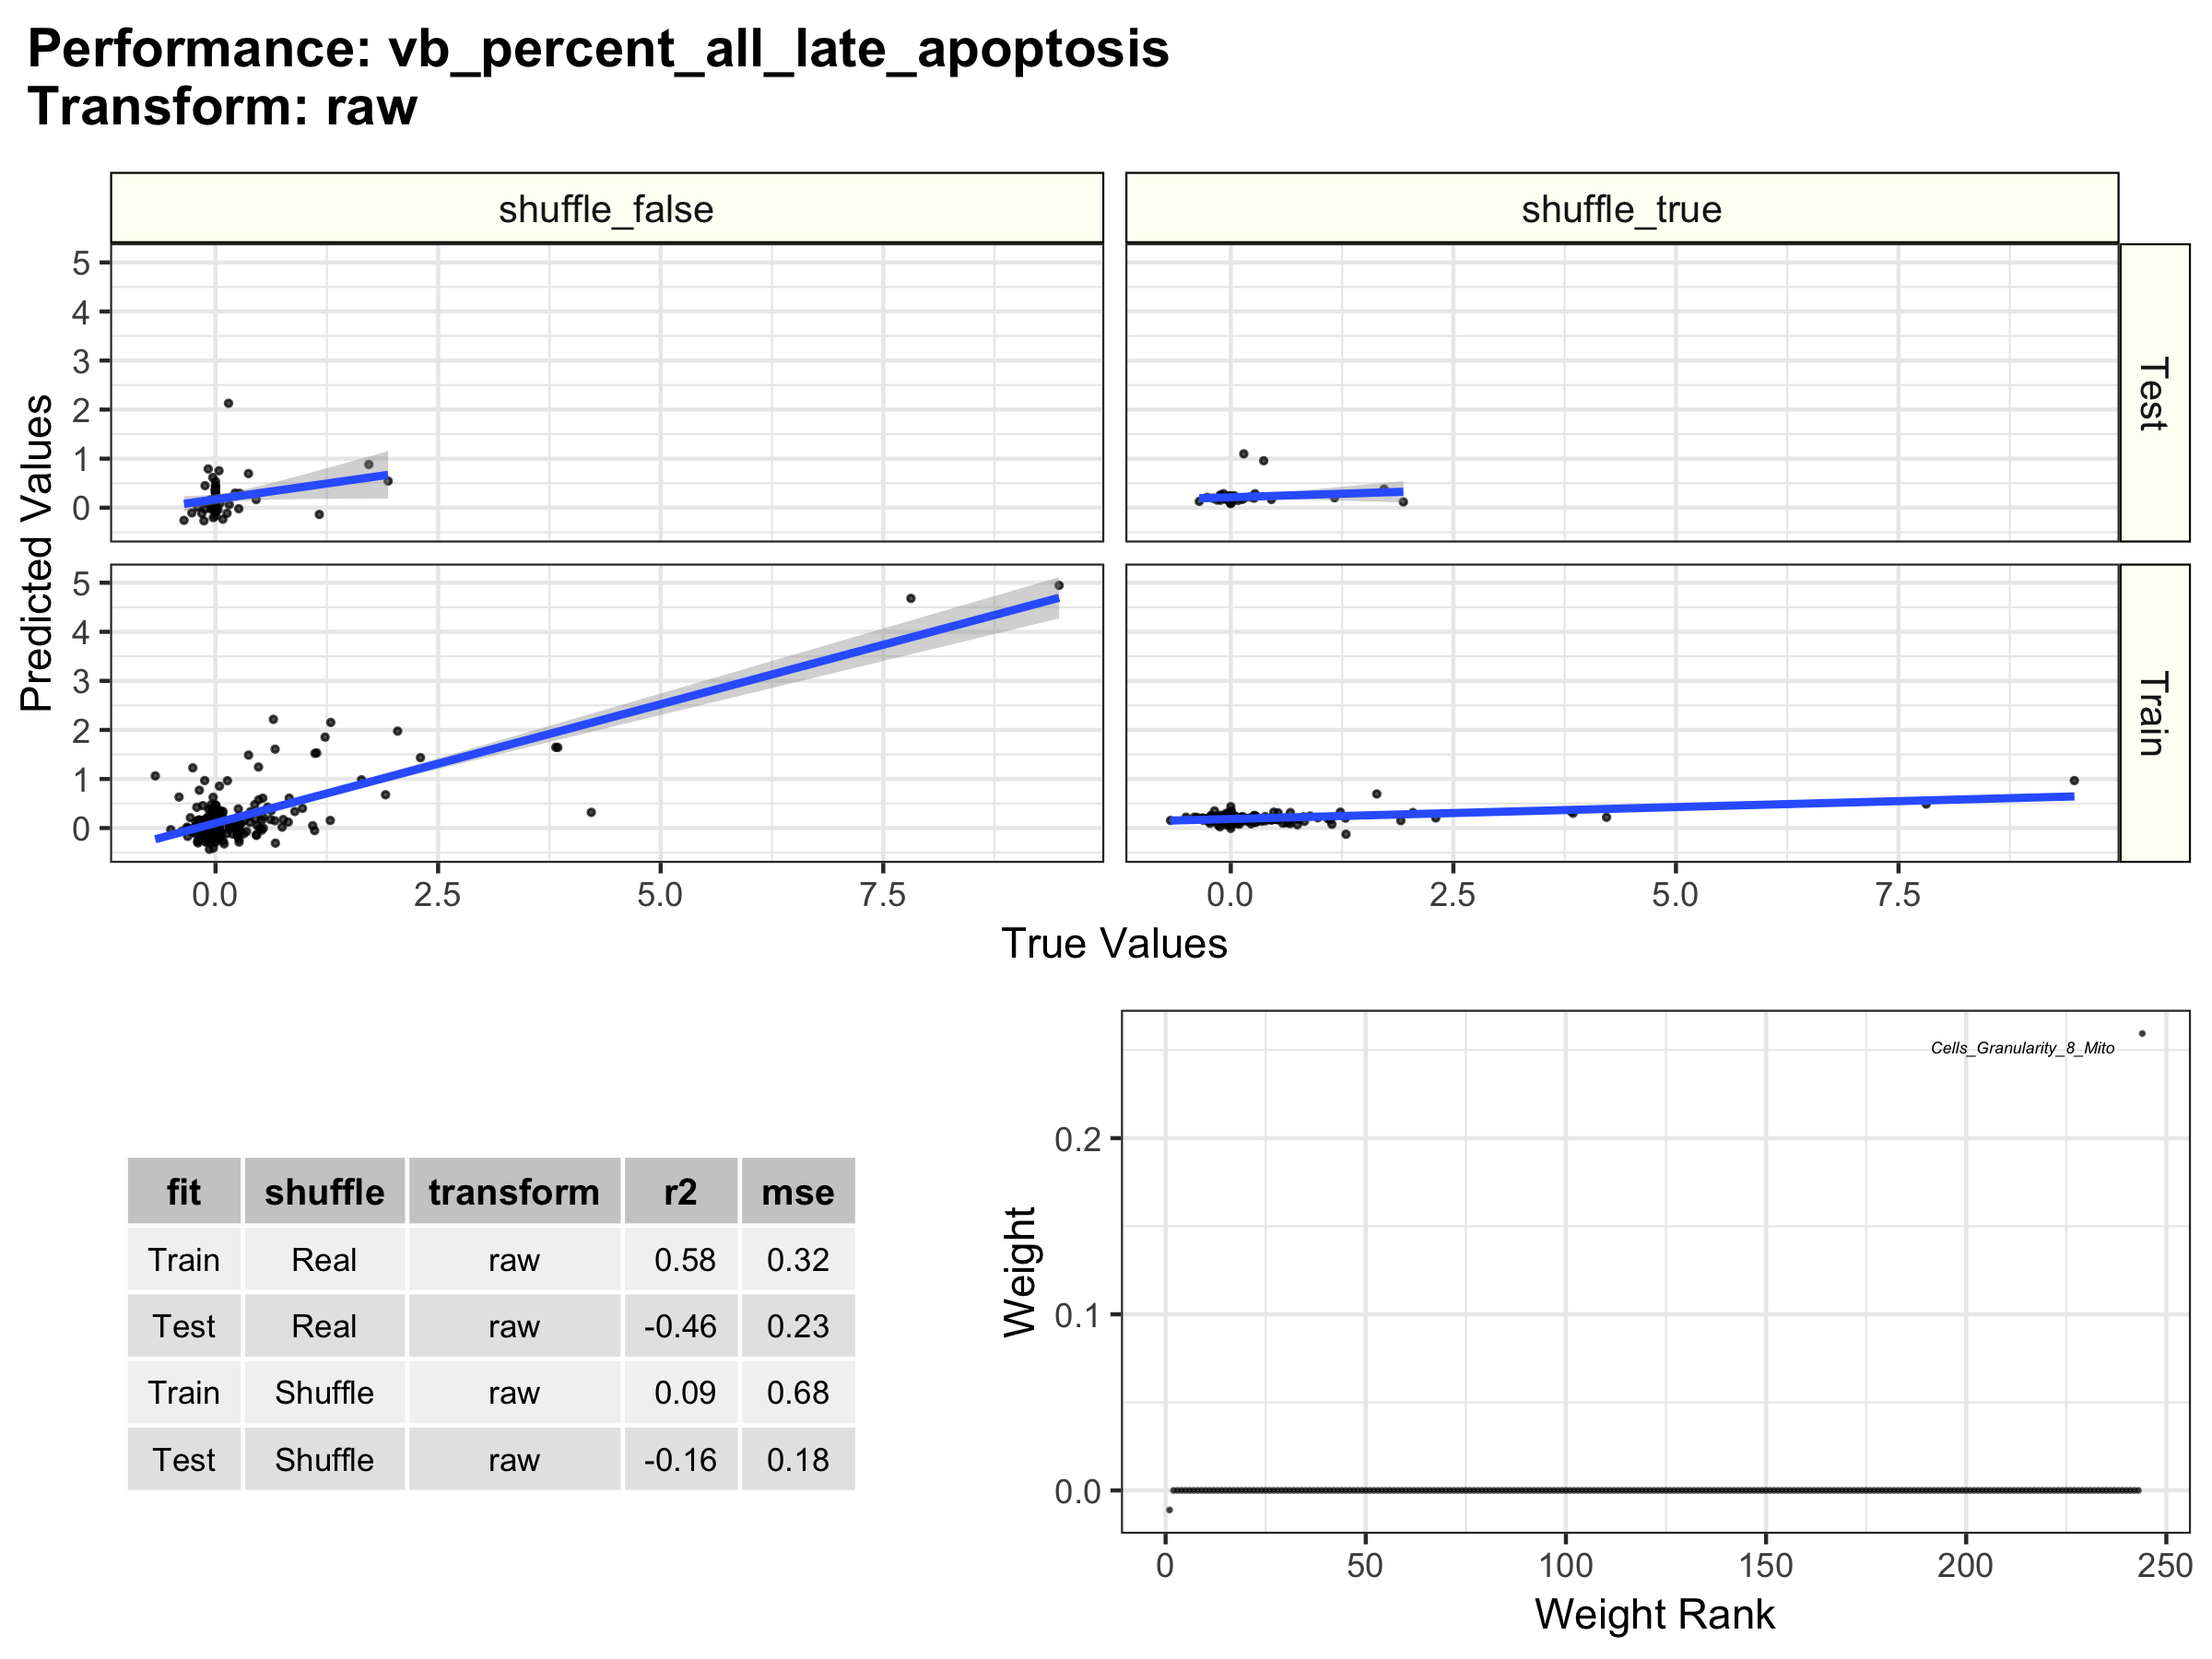 Performance: vb_percent_all_late_apoptosis
Transform: raw
shuffle_false
shuffle_true
5
4
3
2
1
0
Test
Predicted Values
5
4
3
2
1
0
Train
0.0 2.5 5.0 7.5
0.0 2.5 5.0 7.5
True Values
fit shuffle transform r2 mse
Train Real raw 0.58 0.32
Test Real raw -0.46 0.23
Train Shuffle raw 0.09 0.68
Test Shuffle raw -0.16 0.18
Cells_Granularity_8_Mito
Weight
0.2
0.1
0.0
0 50 100 150 200 250
Weight Rank